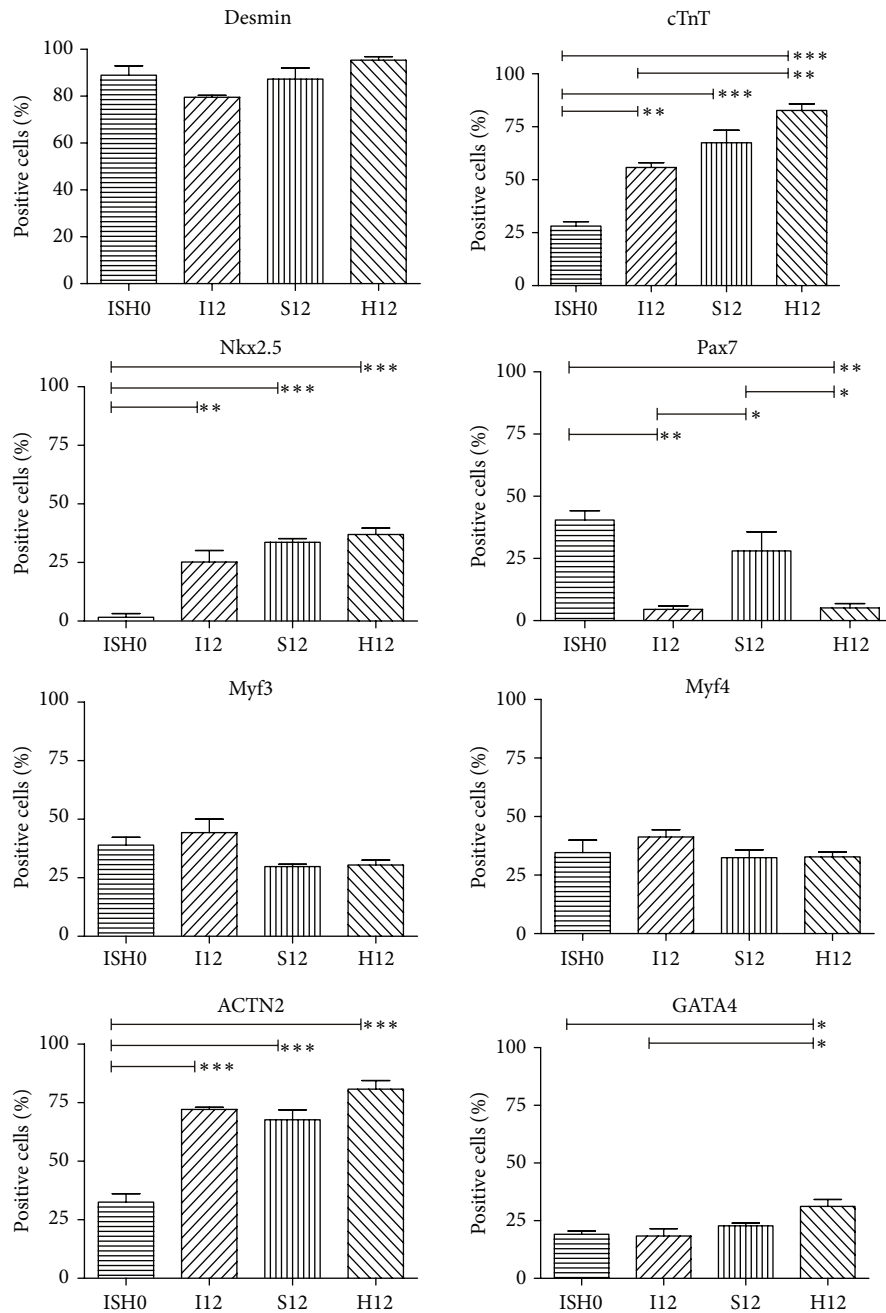 Desmin
Positive cells (%)
100
80
60
40
20
0
ISH0 I12 S12 H12
cTnT
Positive cells (%)
100
75
50
25
0
***
**
***
**
ISH0 I12 S12 H12
Nkx2.5
Positive cells (%)
100
75
50
25
0
***
***
**
ISH0 I12 S12 H12
Pax7
Positive cells (%)
100
75
50
25
0
**
*
*
**
ISH0 I12 S12 H12
Myf3
Positive cells (%)
100
75
50
25
0
ISH0 I12 S12 H12
Myf4
Positive cells (%)
100
75
50
25
0
ISH0 I12 S12 H12
ACTN2
Positive cells (%)
100
75
50
25
0
***
***
***
ISH0 I12 S12 H12
GATA4
Positive cells (%)
100
75
50
25
0
*
*
ISH0 I12 S12 H12